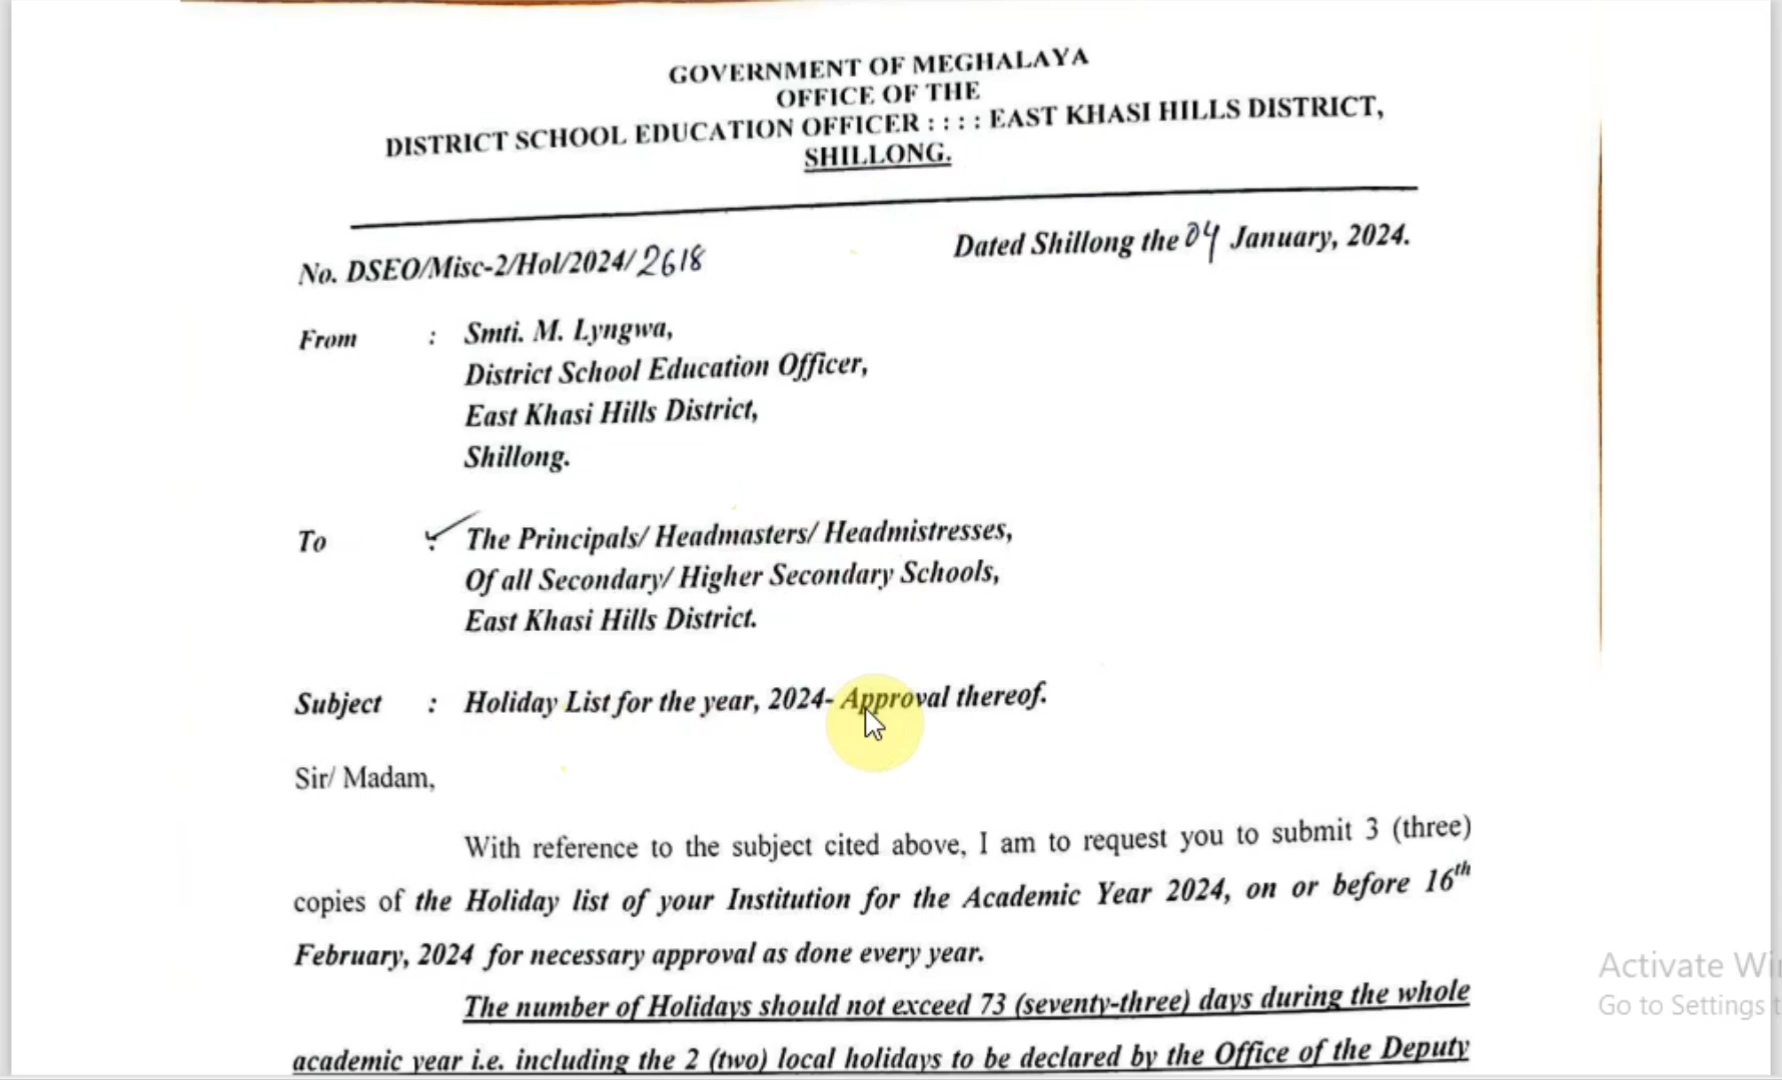 GOVERNMENT OF MEGHALAYA
OFFICE OF THE
DISTRICT SCHOOL EDUCATION OFFICER : : : : EAST KHASI HILLS DISTRICT,
SHILLONG.
No. DSEO/Misc-2/Hol/2024/2618 Dated Shillong the 04 January, 2024.
From : Smti. M. Lyngwa,
District School Education Officer,
East Khasi Hills District,
Shillong.
To : The Principals/ Headmasters/ Headmistresses,
Of all Secondary/ Higher Secondary Schools,
East Khasi Hills District.
Subject : Holiday List for the year, 2024- Approval thereof.
Sir/ Madam,
With reference to the subject cited above, I am to request you to submit 3 (three)
copies of the Holiday list of your Institution for the Academic Year 2024, on or before 16th
February, 2024 for necessary approval as done every year.
The number of Holidays should not exceed 73 (seventy-three) days during the whole
academic year i.e. including the 2 (two) local holidays to be declared by the Office of the Deputy
Activate Wi
Go to Settings